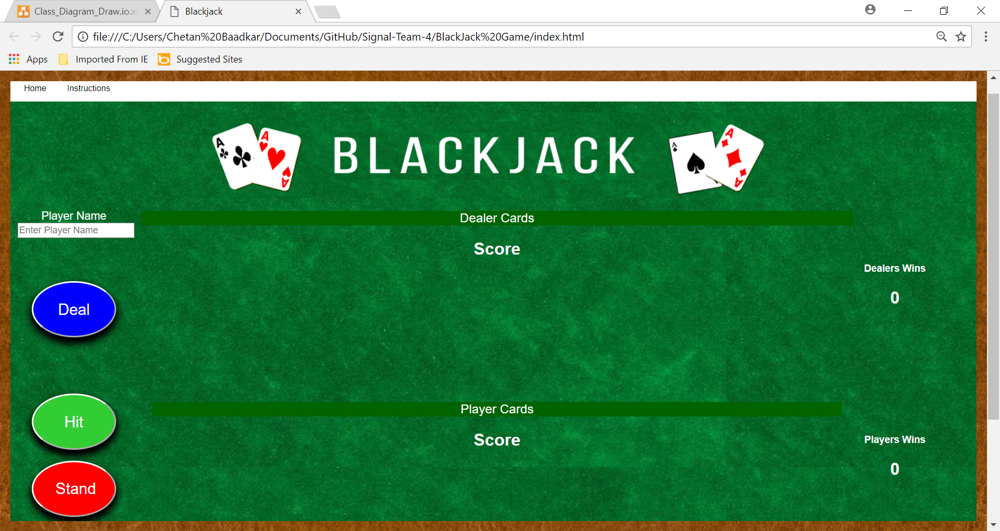 Class_Diagram_Draw.io.x
Blackjack
file:///C:/Users/Chetan%20Baadkar/Documents/GitHub/Signal-Team-4/BlackJack%20Game/index.html
Apps
Imported From IE
Suggested Sites
Home
Instructions
A
A
A
BLACKJACK
A
A
A
Player Name
Enter Player Name
Dealer Cards
Score
Dealers Wins
0
Deal
Hit
Player Cards
Score
Players Wins
0
Stand